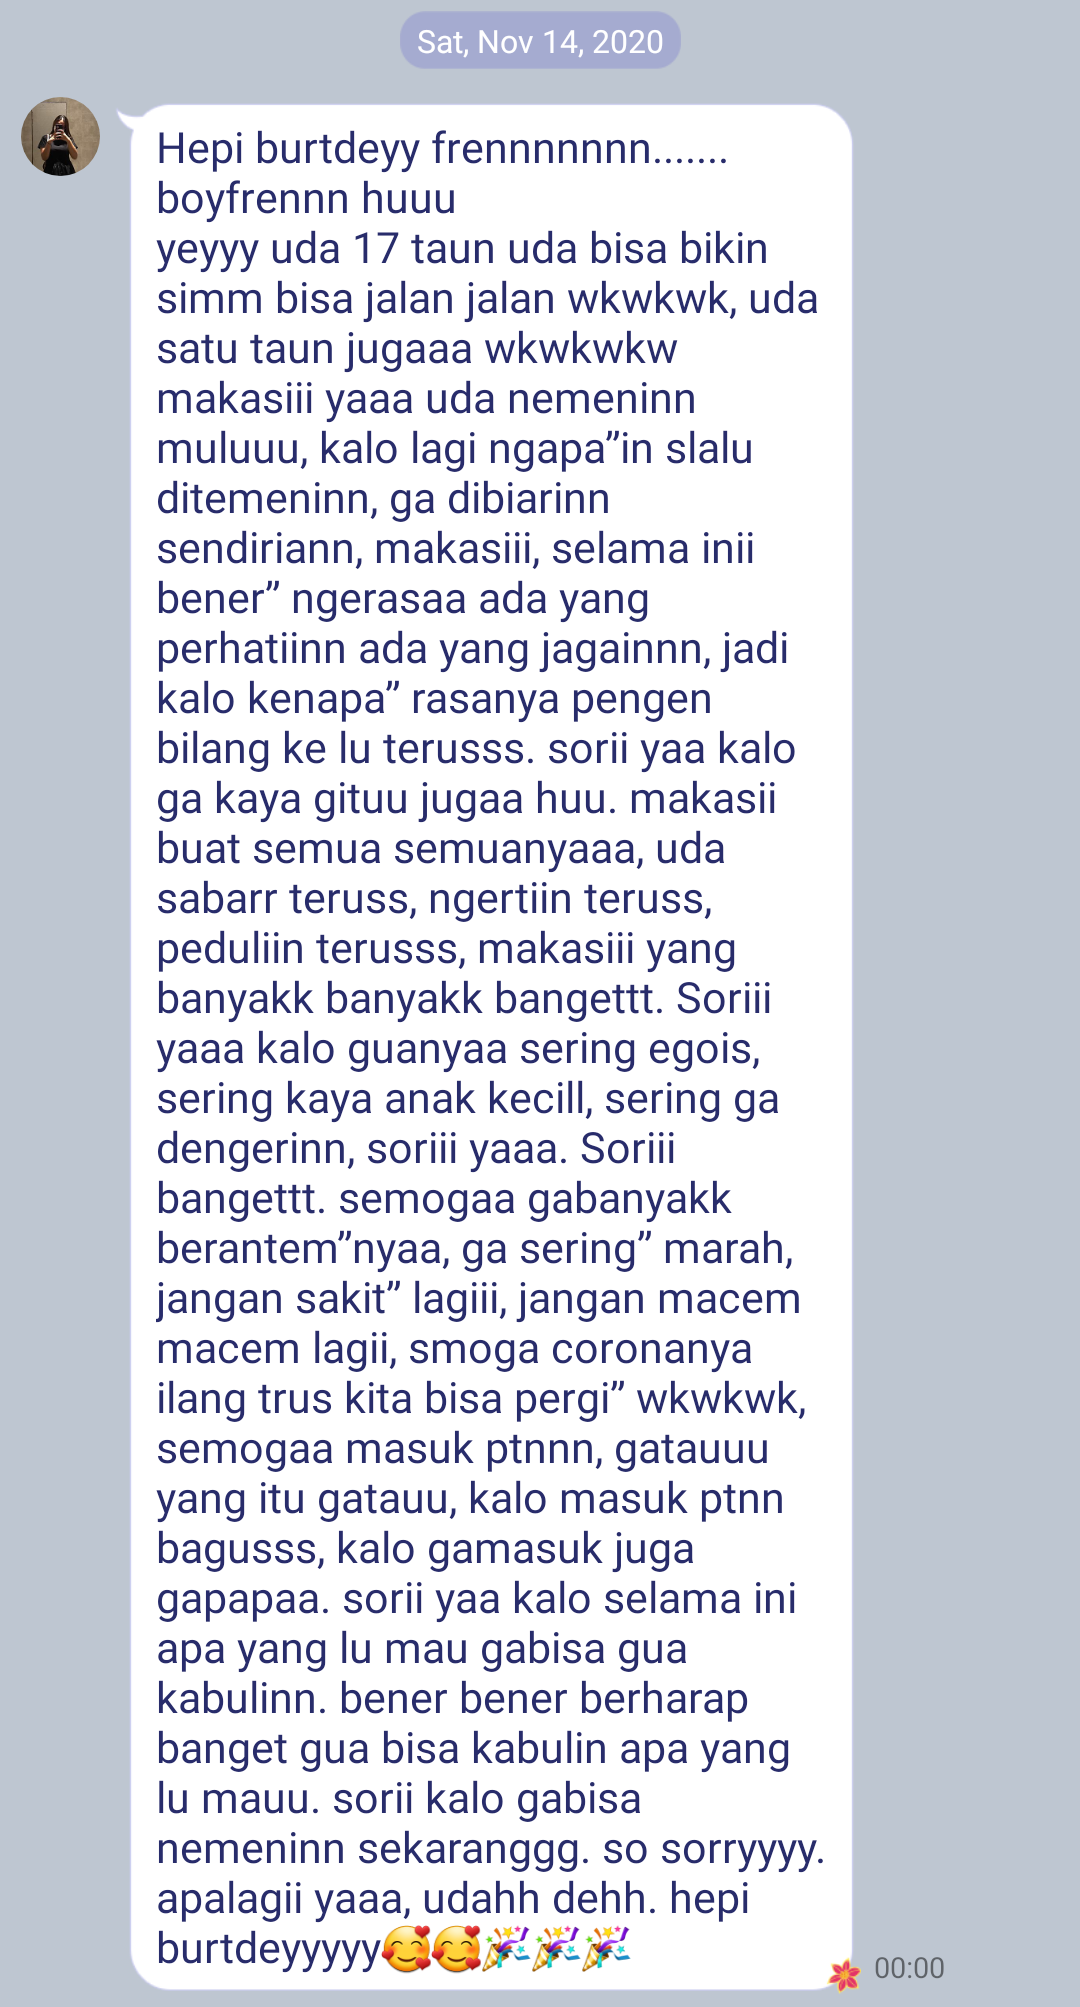 Sat, Nov 14, 2020
Hepi burtdeyy frennnnnnn.......
boyfrennn huuu
yeyyy uda 17 taun uda bisa bikin
simm bisa jalan jalan wkwkwk, uda
satu taun jugaaa wkwkwkw
makasiii yaaa uda nemeninn
muluuu, kalo lagi ngapa”in slalu
ditemeninn, ga dibiarinn
sendiriann, makasiii, selama inii
bener” ngerasaa ada yang
perhatiinn ada yang jagainnn, jadi
kalo kenapa” rasanya pengen
bilang ke lu terusss. sorii yaa kalo
ga kaya gituu jugaa huu. makasii
buat semua semuanyaaa, uda
sabarr teruss, ngertiin teruss,
peduliin terusss, makasiii yang
banyakk banyakk bangettt. Soriii
yaaa kalo guanyaa sering egois,
sering kaya anak kecill, sering ga
dengerinn, soriii yaaa. Soriii
bangettt. semogaa gabanyakk
berantem”nyaa, ga sering” marah,
jangan sakit” lagiii, jangan macem
macem lagii, smoga coronanya
ilang trus kita bisa pergi” wkwkwk,
semogaa masuk ptnnn, gatauuu
yang itu gatauu, kalo masuk ptnn
bagusss, kalo gamasuk juga
gapapaa. sorii yaa kalo selama ini
apa yang lu mau gabisa gua
kabulinn. bener bener berharap
banget gua bisa kabulin apa yang
lu mauu. sorii kalo gabisa
nemeninn sekaranggg. so sorryyyy.
apalagii yaaa, udahh dehh. hepi
burtdeyyyyy🥰🥰🎉🎉🎉
00:00